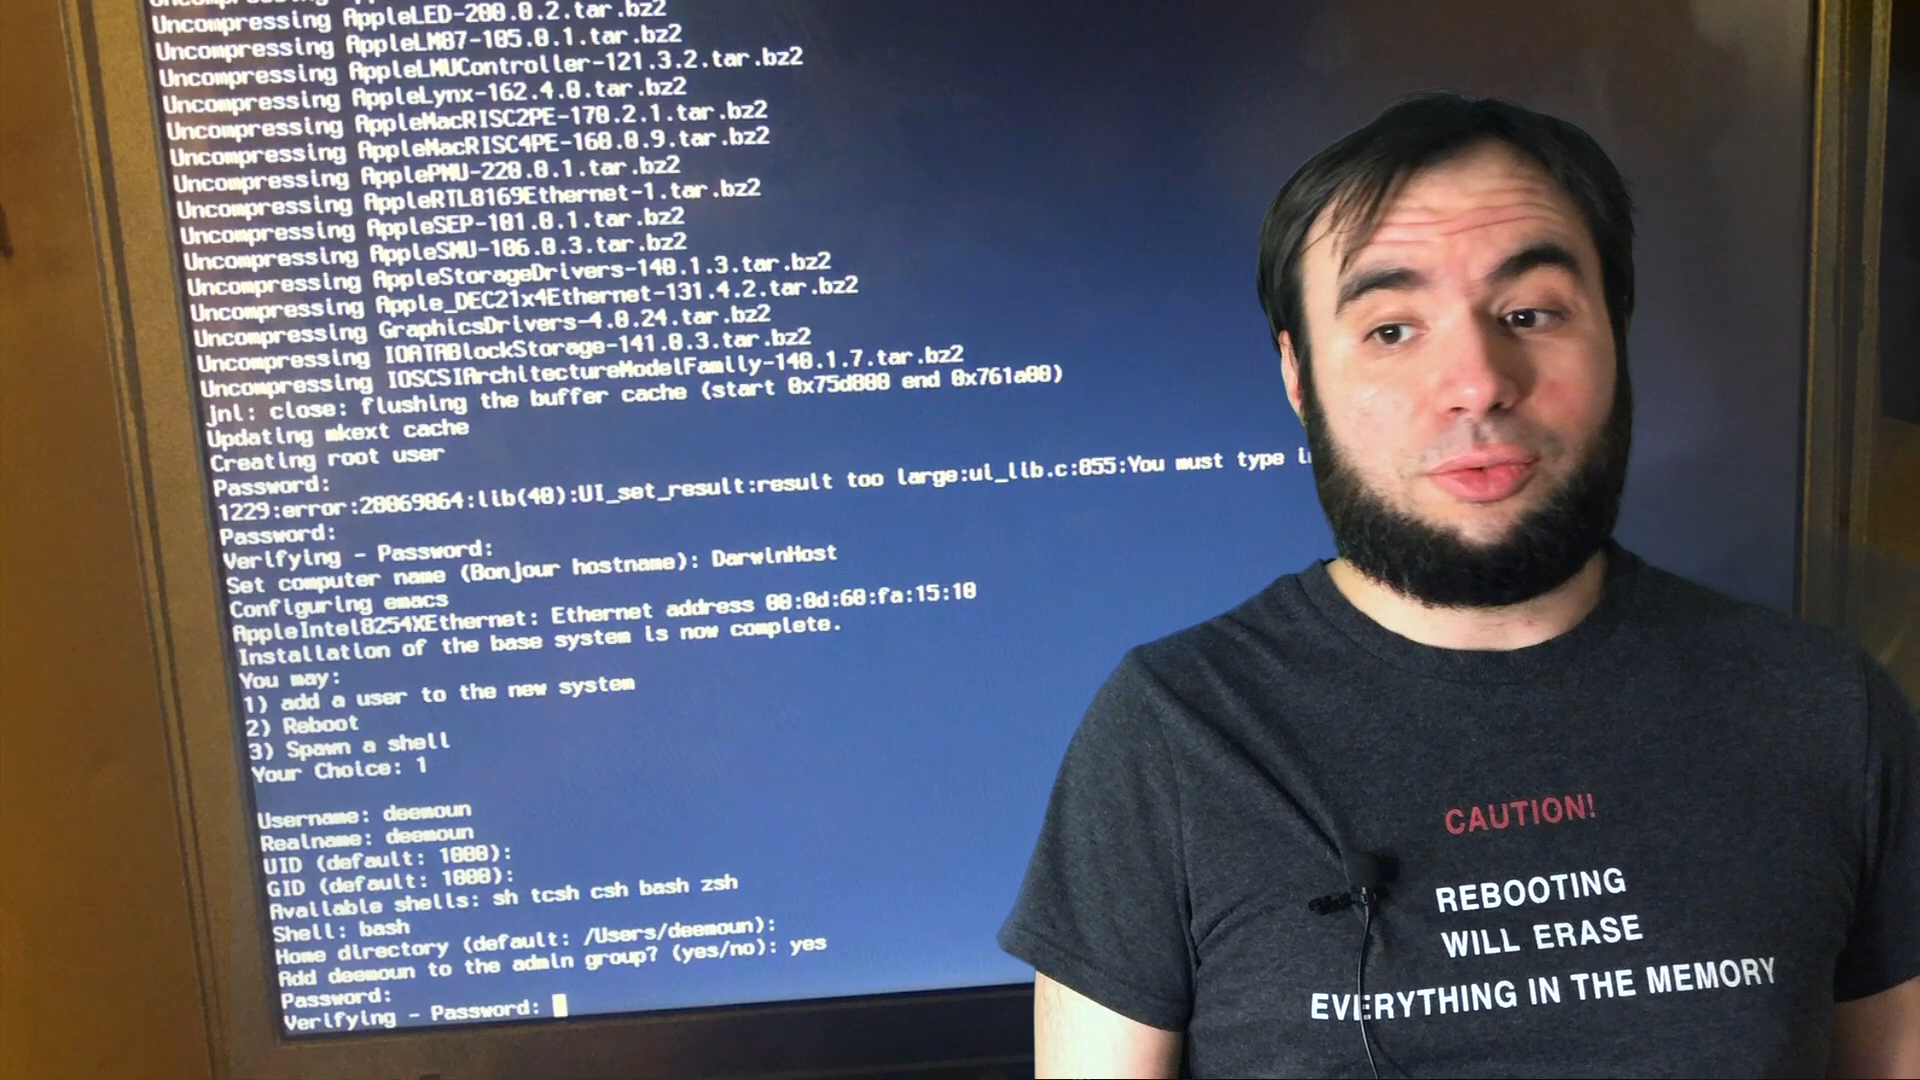 Uncompressing AppleLED-200.0.2.tar.bz2
Uncompressing AppleLM87-105.0.1.tar.bz2
Uncompressing AppleLMUController-121.3.2.tar.bz2
Uncompressing AppleLynx-162.4.0.tar.bz2
Uncompressing AppleMacRISC2PE-170.2.1.tar.bz2
Uncompressing AppleMacRISC4PE-160.0.9.tar.bz2
Uncompressing ApplePMU-220.0.1.tar.bz2
Uncompressing AppleRTL8169Ethernet-1.tar.bz2
Uncompressing AppleSEP-101.0.1.tar.bz2
Uncompressing AppleSMU-106.0.3.tar.bz2
Uncompressing AppleStorageDrivers-140.1.3.tar.bz2
Uncompressing Apple_DEC21x4Ethernet-131.4.2.tar.bz2
Uncompressing GraphicsDrivers-4.0.24.tar.bz2
Uncompressing IOATABlockStorage-141.0.3.tar.bz2
Uncompressing IOSCSIArchitectureModelFamily-140.1.7.tar.bz2
jnl: close: flushing the buffer cache (start 0x75d000 end 0x761a00)
Updating mkext cache
Creating root user
Password:
1229:error:28069064:lib(40):UI_set_result:result too large:ui_lib.c:855:You must type
Password:
Verifying - Password:
Set computer name (Bonjour hostname): DarwinHost
Configuring emacs
AppleIntel8254XEthernet: Ethernet address 00:0d:60:fa:15:10
Installation of the base system is now complete.
You may:
1) add a user to the new system
2) Reboot
3) Spawn a shell
Your Choice: 1
Username: deemoun
Realname: deemoun
UID (default: 1000):
GID (default: 1000):
Available shells: sh tcsh csh bash zsh
Shell: bash
Home directory (default: /Users/deemoun):
Add deemoun to the admin group? (yes/no): yes
Password:
Verifying - Password:
CAUTION!
REBOOTING
WILL ERASE
EVERYTHING IN THE MEMORY